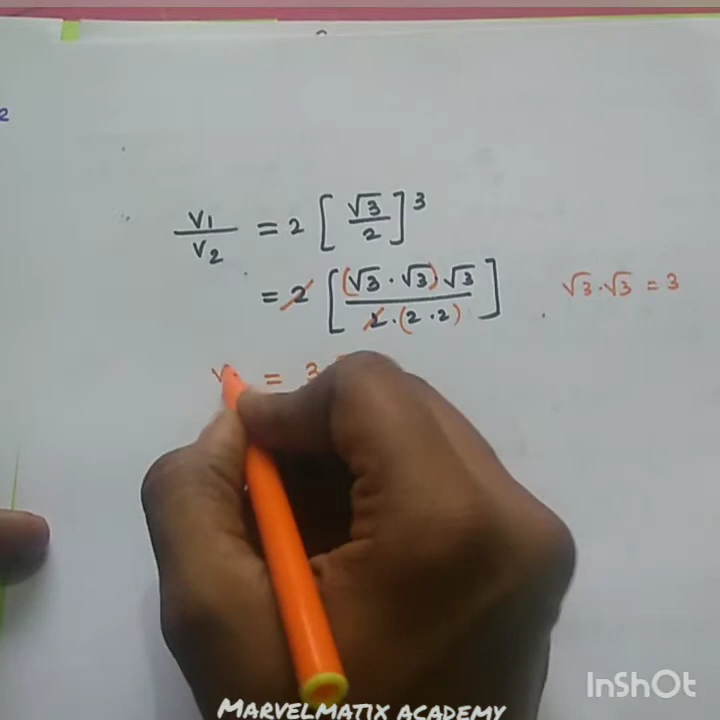 2
V1/V2 = 2 [√3/2]³
= 2 [(√3 · √3)√3 / 2 · (2 · 2)]
√3 · √3 = 3
V = 3
InShOt
MARVELMATIX ACADEMY